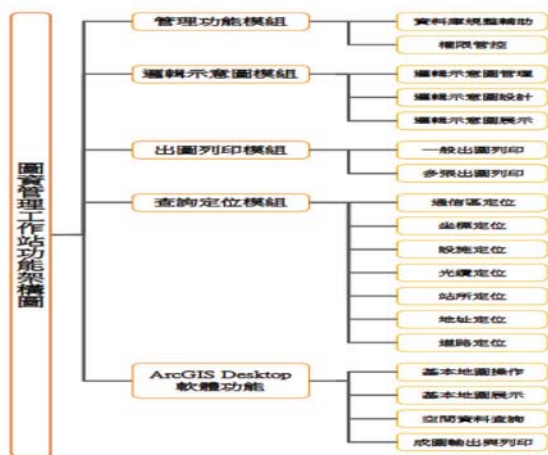 圖資管理工作站功能架構圖
管理功能模組
資料庫規整輔助
權限管控
邏輯示意圖模組
邏輯示意圖管理
邏輯示意圖設計
邏輯示意圖展示
出圖列印模組
一般出圖列印
多張出圖列印
查詢定位模組
通信區定位
坐標定位
設施定位
光纜定位
站所定位
地址定位
道路定位
ArcGIS Desktop
軟體功能
基本地圖操作
基本地圖展示
空間資料查詢
成圖輸出與列印